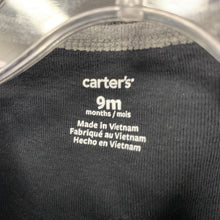 carter's®
9m
months / mois
Made in Vietnam
Fabriqué au Vietnam
Hecho en Vietnam